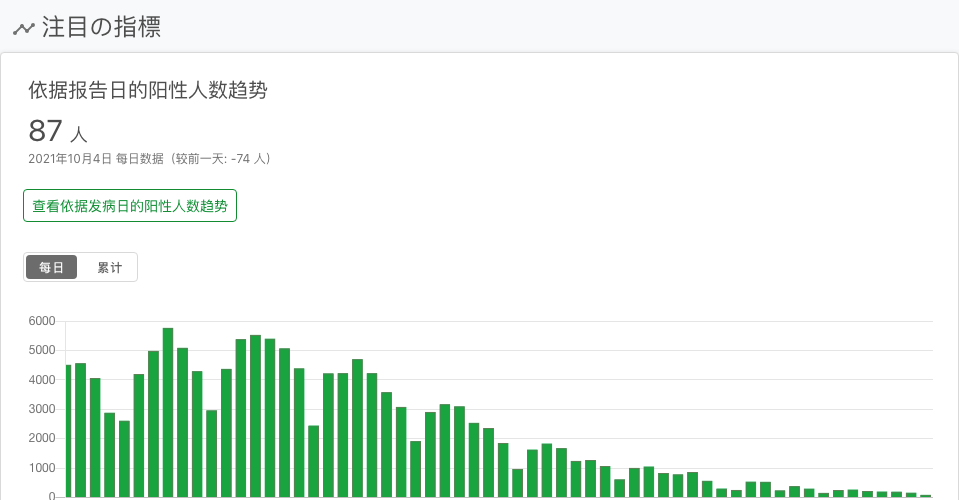 注目の指標
依据报告日的阳性人数趋势
87 人
2021年10月4日 每日数据（较前一天: -74 人）
查看依据发病日的阳性人数趋势
每日 累计
6000
5000
4000
3000
2000
1000
0